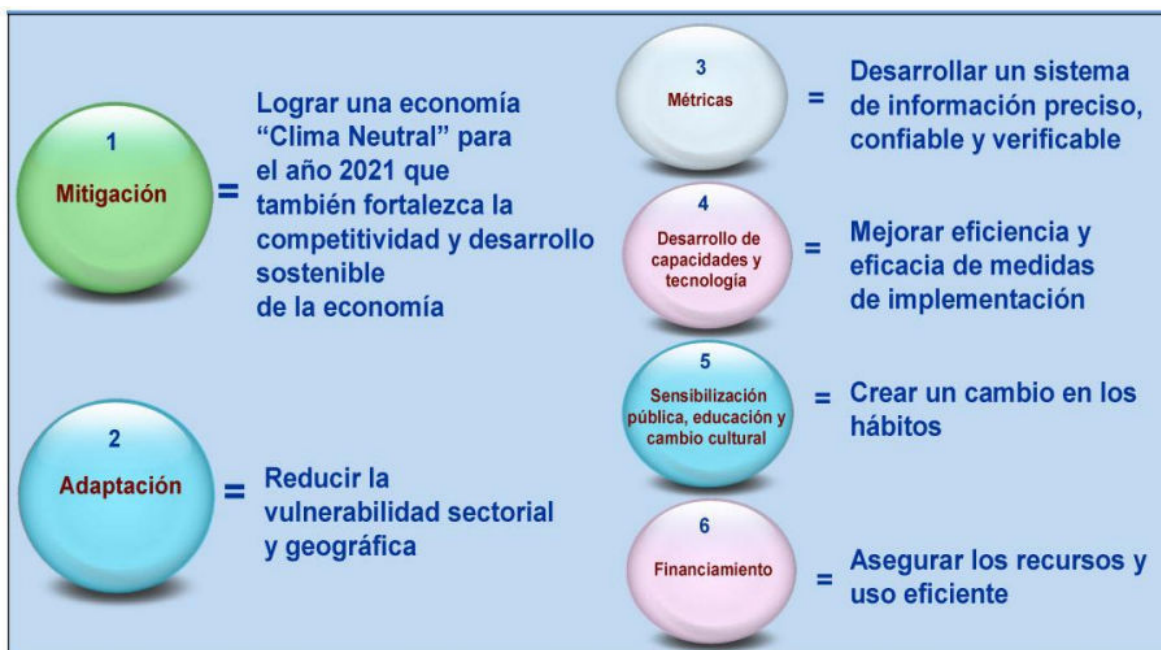 1
Mitigación
=
Lograr una economía
“Clima Neutral” para
el año 2021 que
también fortalezca la
competitividad y desarrollo
sostenible
de la economía
2
Adaptación
=
Reducir la
vulnerabilidad sectorial
y geográfica
3
Métricas
=
Desarrollar un sistema
de información preciso,
confiable y verificable
4
Desarrollo de
capacidades y
tecnología
=
Mejorar eficiencia y
eficacia de medidas
de implementación
5
Sensibilización
pública, educación y
cambio cultural
=
Crear un cambio en los
hábitos
6
Financiamiento
=
Asegurar los recursos y
uso eficiente